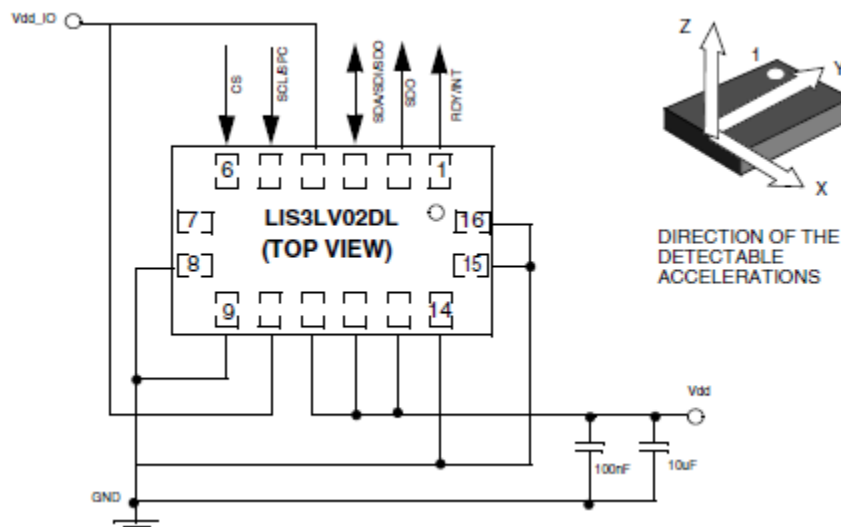 Vdd_IO
CS
SCL/SPC
SDA/SDI/SDO
SDO
RDY/INT
Z
1
Y
X
6
1
7
LIS3LV02DL
16
8
(TOP VIEW)
15
9
14
DIRECTION OF THE
DETECTABLE
ACCELERATIONS
Vdd
100nF
10uF
GND